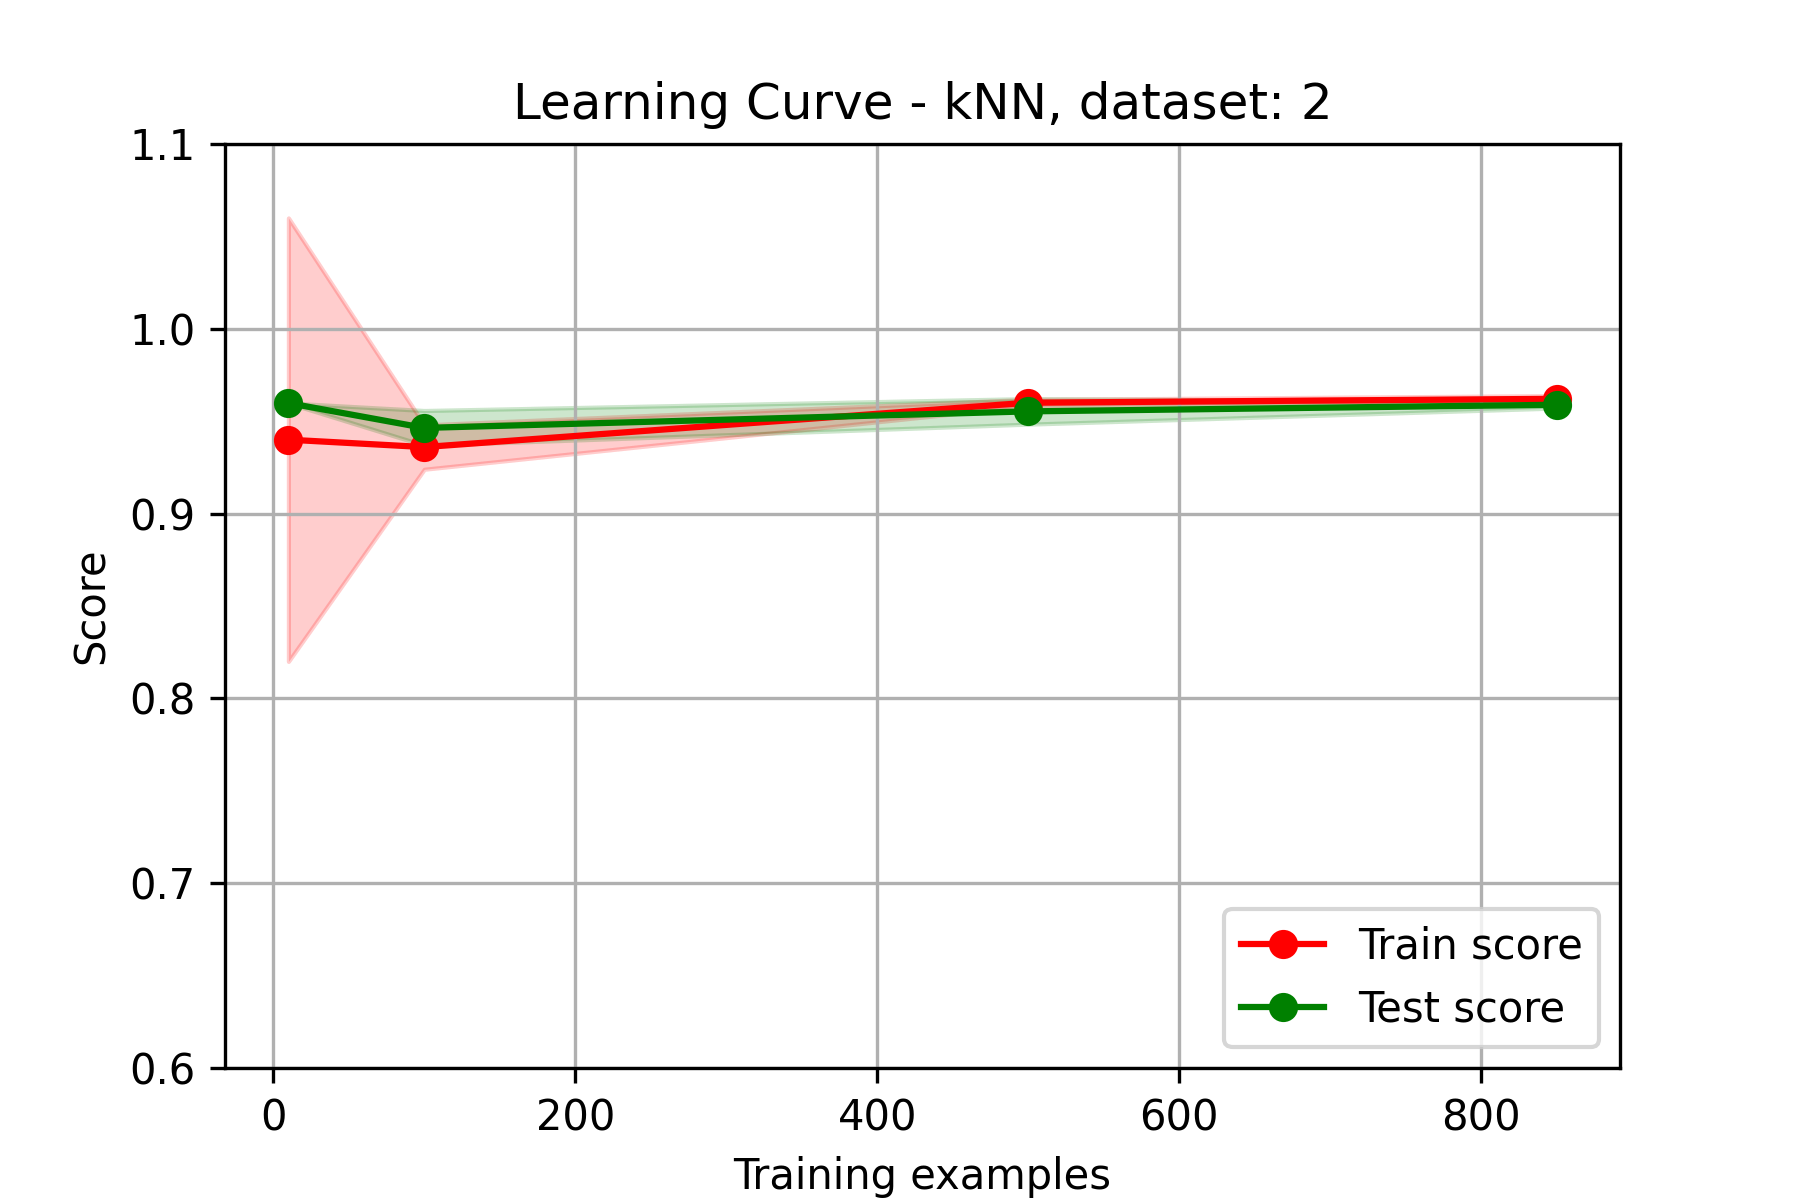 Learning Curve - kNN, dataset: 2
1.1
1.0
0.9
0.8
0.7
0.6
Score
0 200 400 600 800
Training examples
Train score
Test score